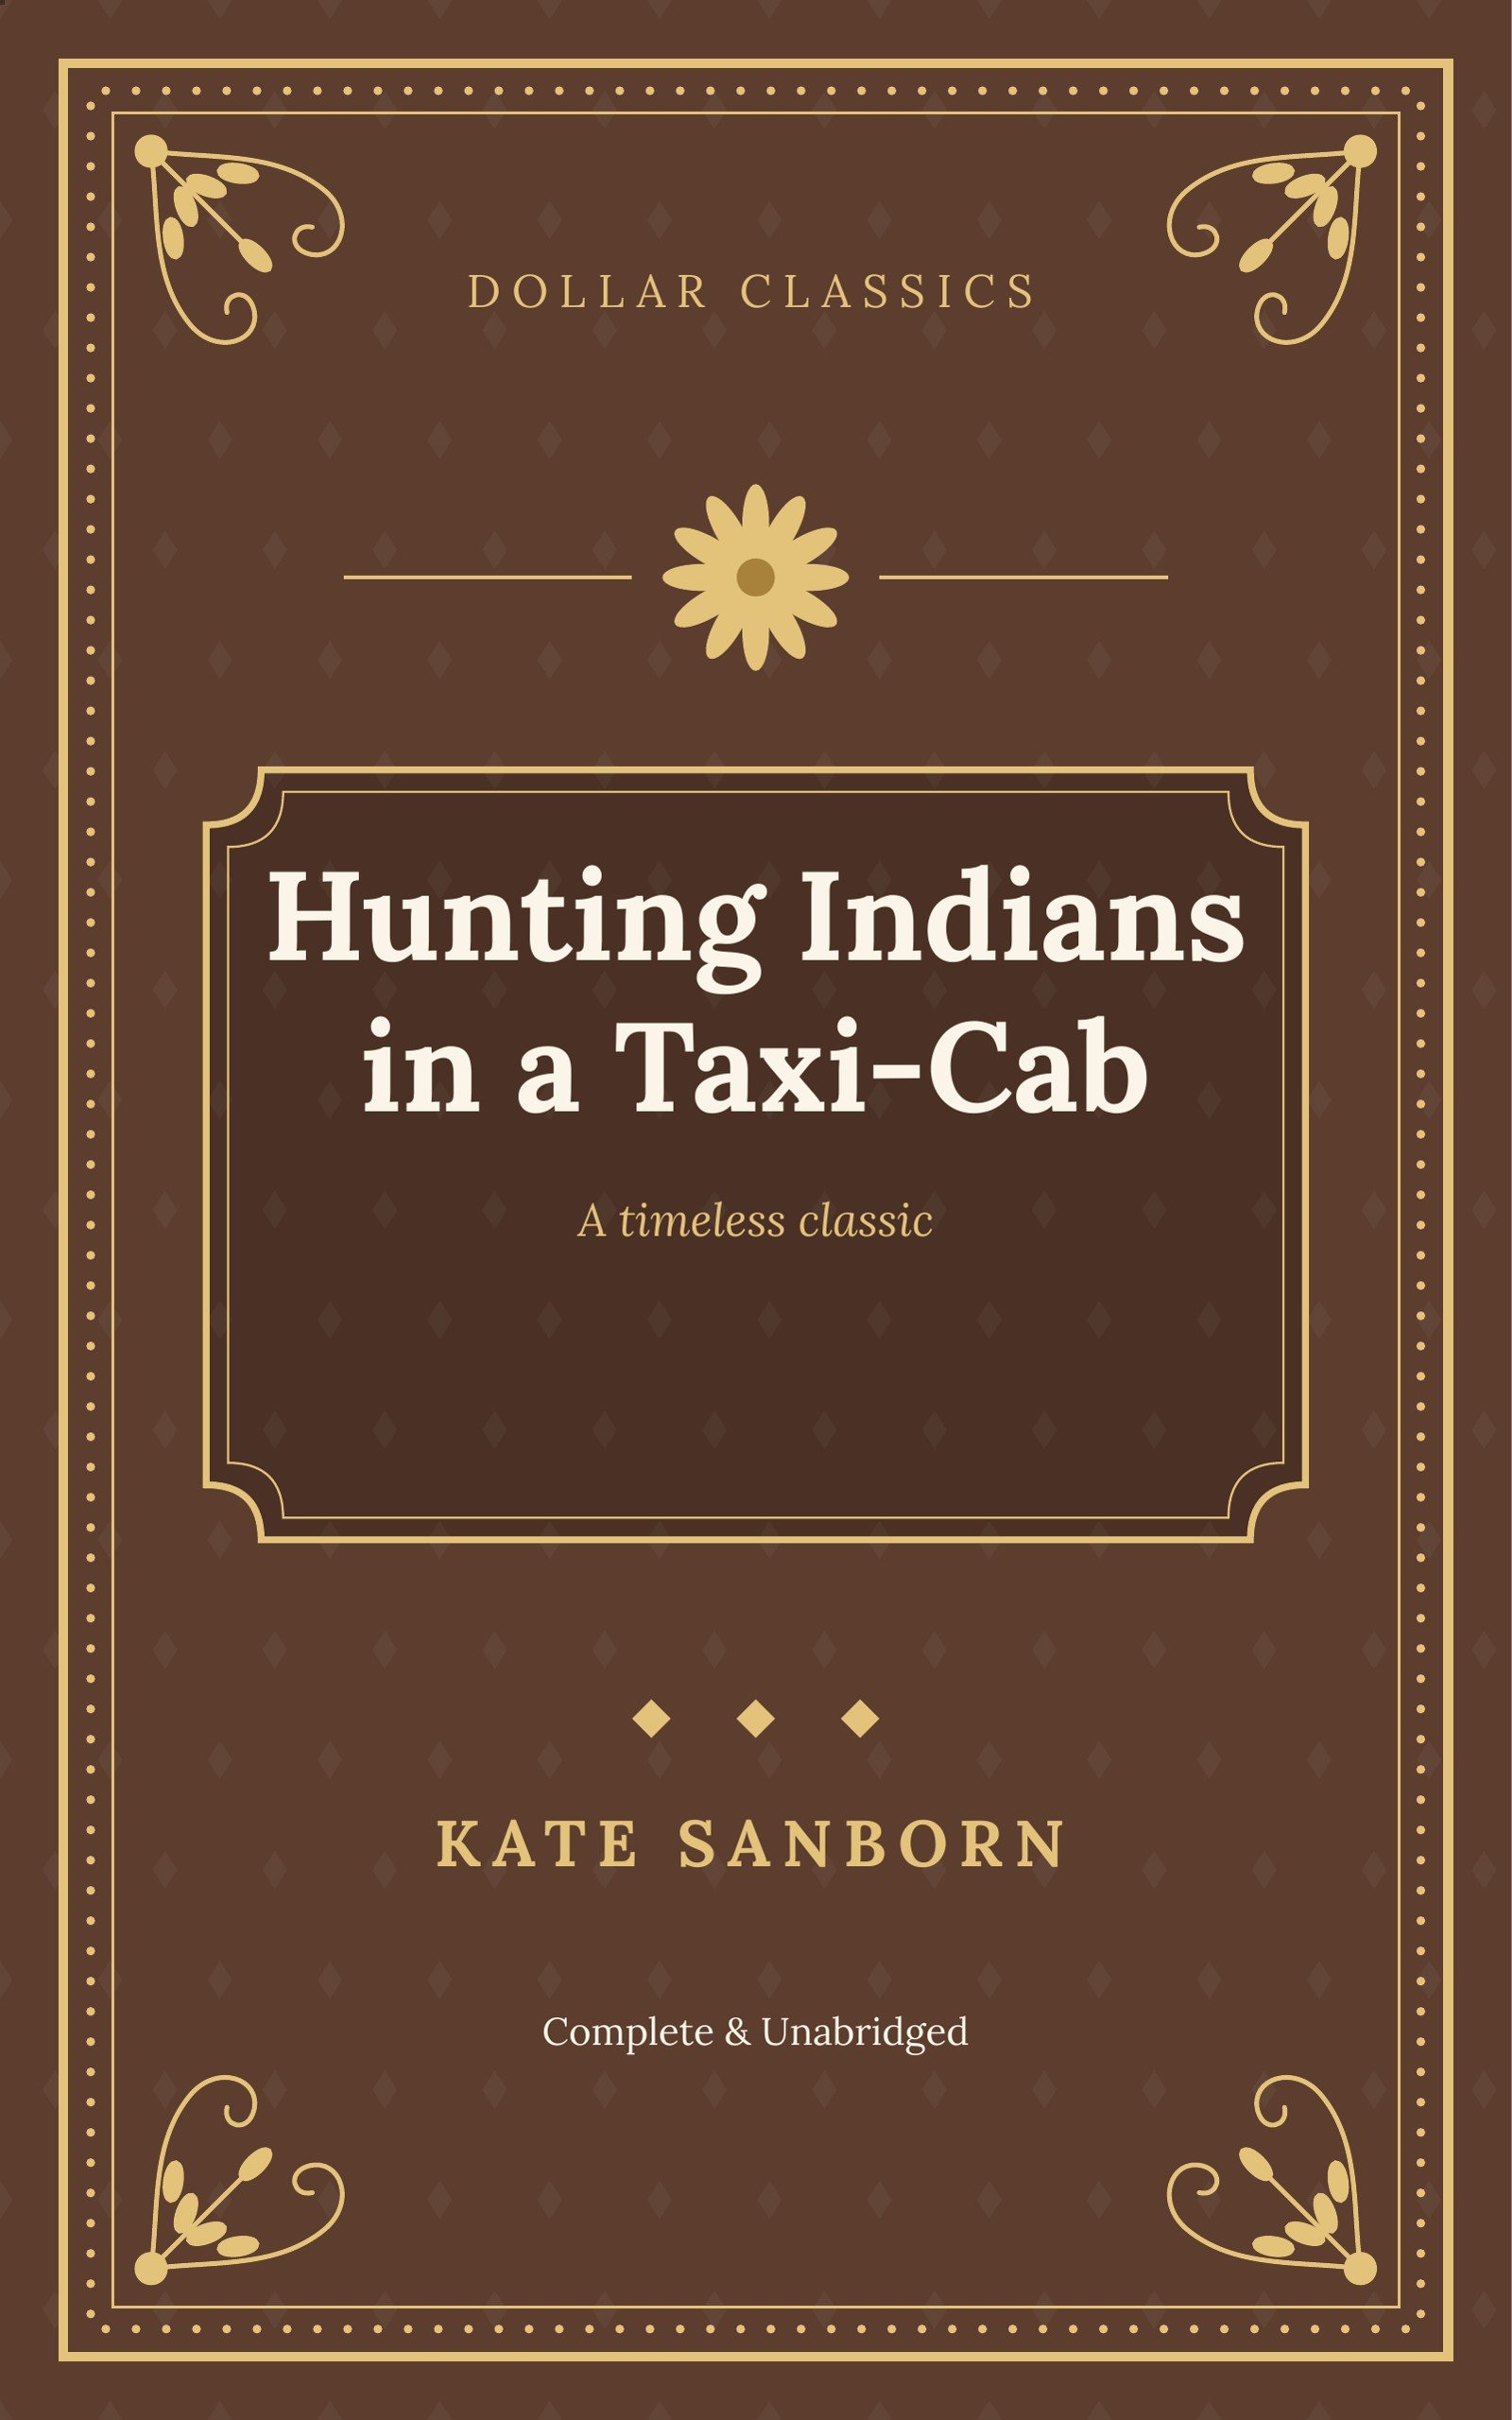 DOLLAR CLASSICS
Hunting Indians
in a Taxi-Cab
A timeless classic
KATE SANBORN
Complete & Unabridged